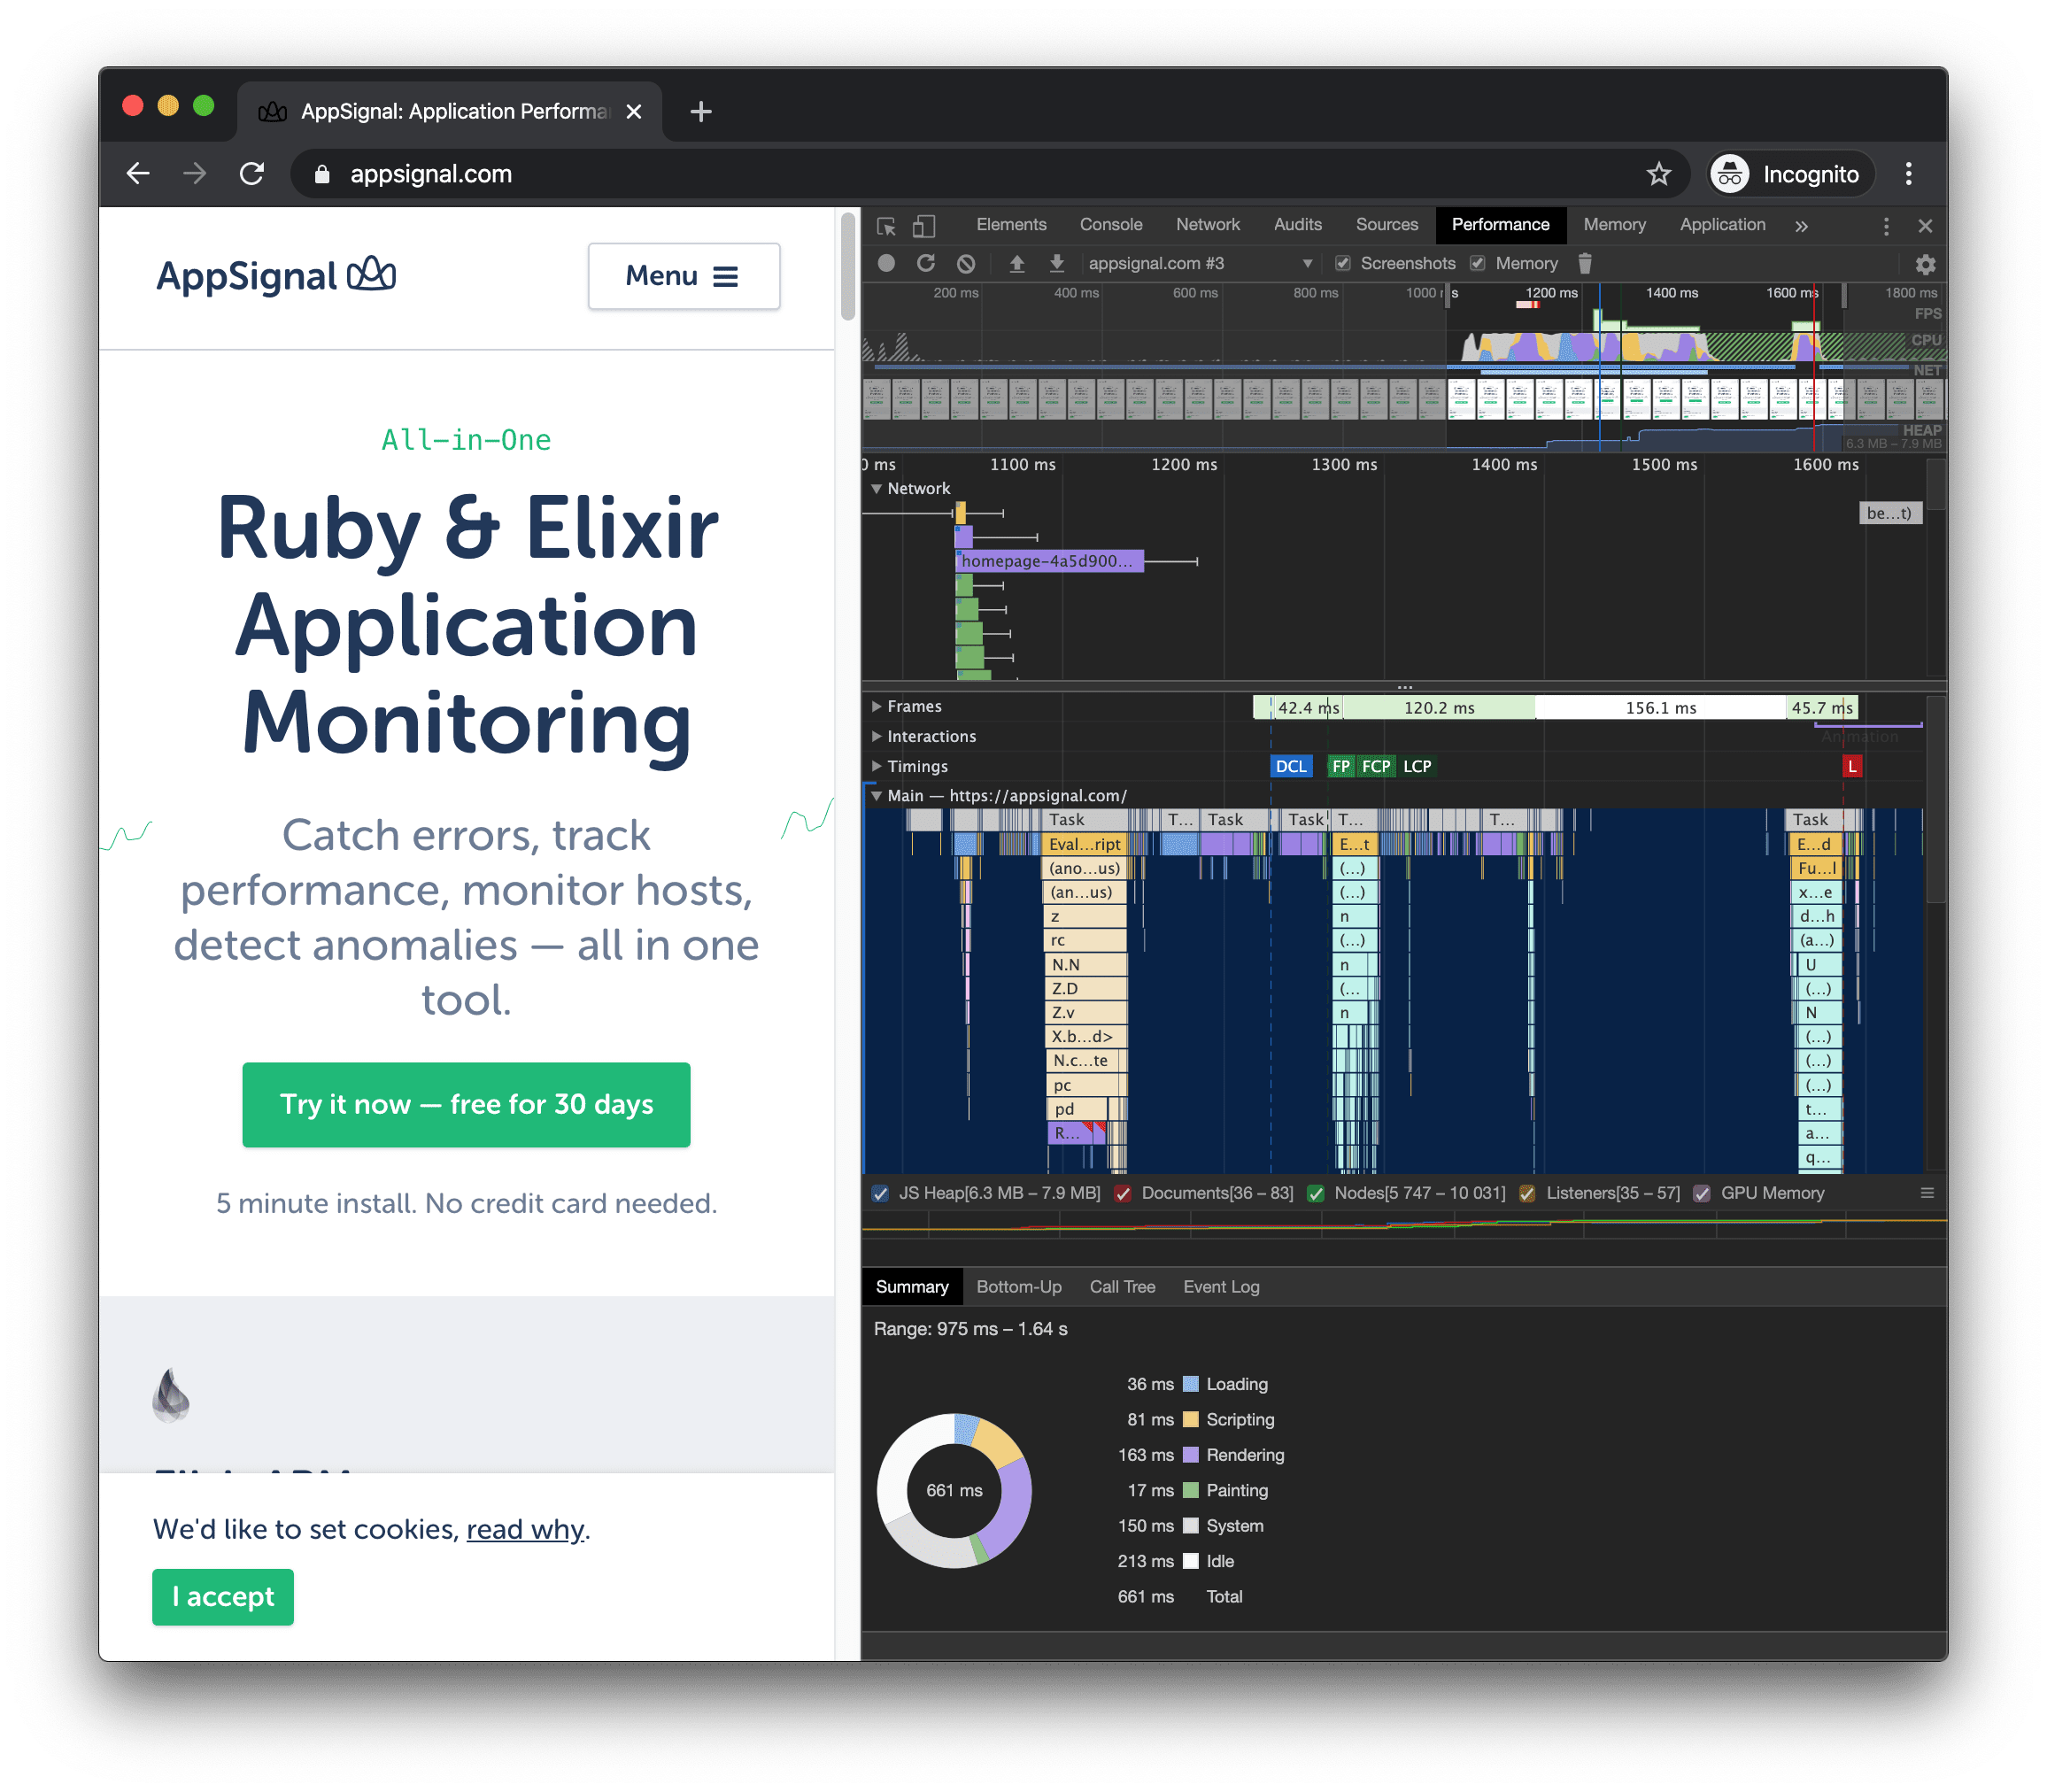 AppSignal: Application Performa
appsignal.com
Incognito
AppSignal
Menu
All-in-One
Ruby & Elixir
Application
Monitoring
Catch errors, track
performance, monitor hosts,
detect anomalies — all in one
tool.
Try it now — free for 30 days
5 minute install. No credit card needed.
We'd like to set cookies, read why.
I accept
Elements Console Network Audits Sources Performance Memory Application »
appsignal.com #3 Screenshots Memory
200 ms 400 ms 600 ms 800 ms 1000 s 1200 ms 1400 ms 1600 ms 1800 ms
FPS
CPU
NET
HEAP
6.3 MB – 7.9 MB
0 ms 1100 ms 1200 ms 1300 ms 1400 ms 1500 ms 1600 ms
Network
be...t)
homepage-4a5d900...
Frames 42.4 ms 120.2 ms 156.1 ms 45.7 ms
Interactions Animation
Timings DCL FP FCP LCP L
Main — https://appsignal.com/
Task T... Task Task T... T... Task
Eval...ript E...t E...d
(ano...us) (...) Fu...l
(an...us) (...) x...e
z n d...h
rc (...) (a...)
N.N n U
Z.D (... (...)
Z.v n N
X.b...d> (...)
N.c...te (...)
pc (...)
pd t...
R... a...
q...
JS Heap[6.3 MB – 7.9 MB] Documents[36 – 83] Nodes[5 747 – 10 031] Listeners[35 – 57] GPU Memory
Summary Bottom-Up Call Tree Event Log
Range: 975 ms – 1.64 s
36 ms Loading
81 ms Scripting
163 ms Rendering
17 ms Painting
150 ms System
213 ms Idle
661 ms Total
661 ms